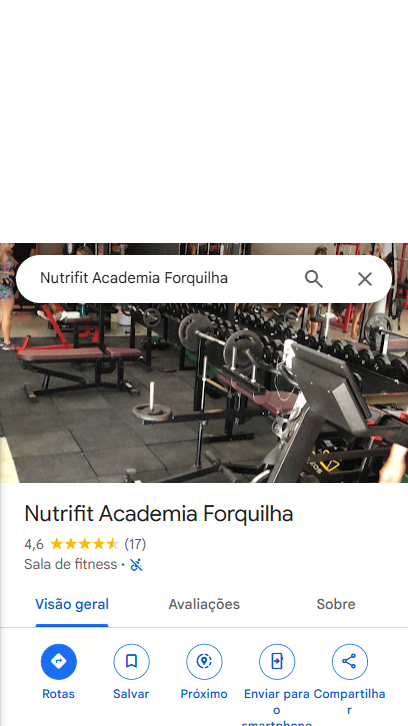 Nutrifit Academia Forquilha
Nutrifit Academia Forquilha
4,6 (17)
Sala de fitness •
Visão geral
Avaliações
Sobre
Rotas
Salvar
Próximo
Enviar para
o
smartphone
Compartilha
r